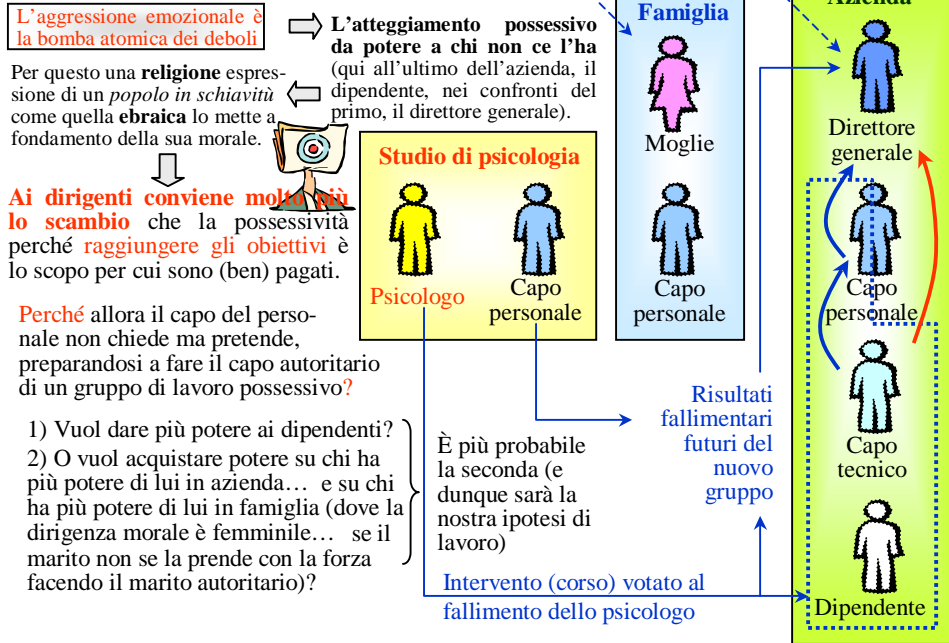 L'aggressione emozionale è
la bomba atomica dei deboli
L'atteggiamento possessivo
da potere a chi non ce l'ha
(qui all'ultimo dell'azienda, il
dipendente, nei confronti del
primo, il direttore generale).
Per questo una religione espres-
sione di un popolo in schiavitù
come quella ebraica lo mette a
fondamento della sua morale.
Ai dirigenti conviene molto più
lo scambio che la possessività
perché raggiungere gli obiettivi è
lo scopo per cui sono (ben) pagati.
Perché allora il capo del perso-
nale non chiede ma pretende,
preparandosi a fare il capo autoritario
di un gruppo di lavoro possessivo?
1) Vuol dare più potere ai dipendenti?
2) O vuol acquistare potere su chi ha
più potere di lui in azienda… e su chi
ha più potere di lui in famiglia (dove la
dirigenza morale è femminile… se il
marito non se la prende con la forza
facendo il marito autoritario)?
È più probabile
la seconda (e
dunque sarà la
nostra ipotesi di
lavoro)
Studio di psicologia
Psicologo
Capo
personale
Famiglia
Moglie
Capo
personale
Risultati
fallimentari
futuri del
nuovo
gruppo
Intervento (corso) votato al
fallimento dello psicologo
Azienda
Direttore
generale
Capo
personale
Capo
tecnico
Dipendente